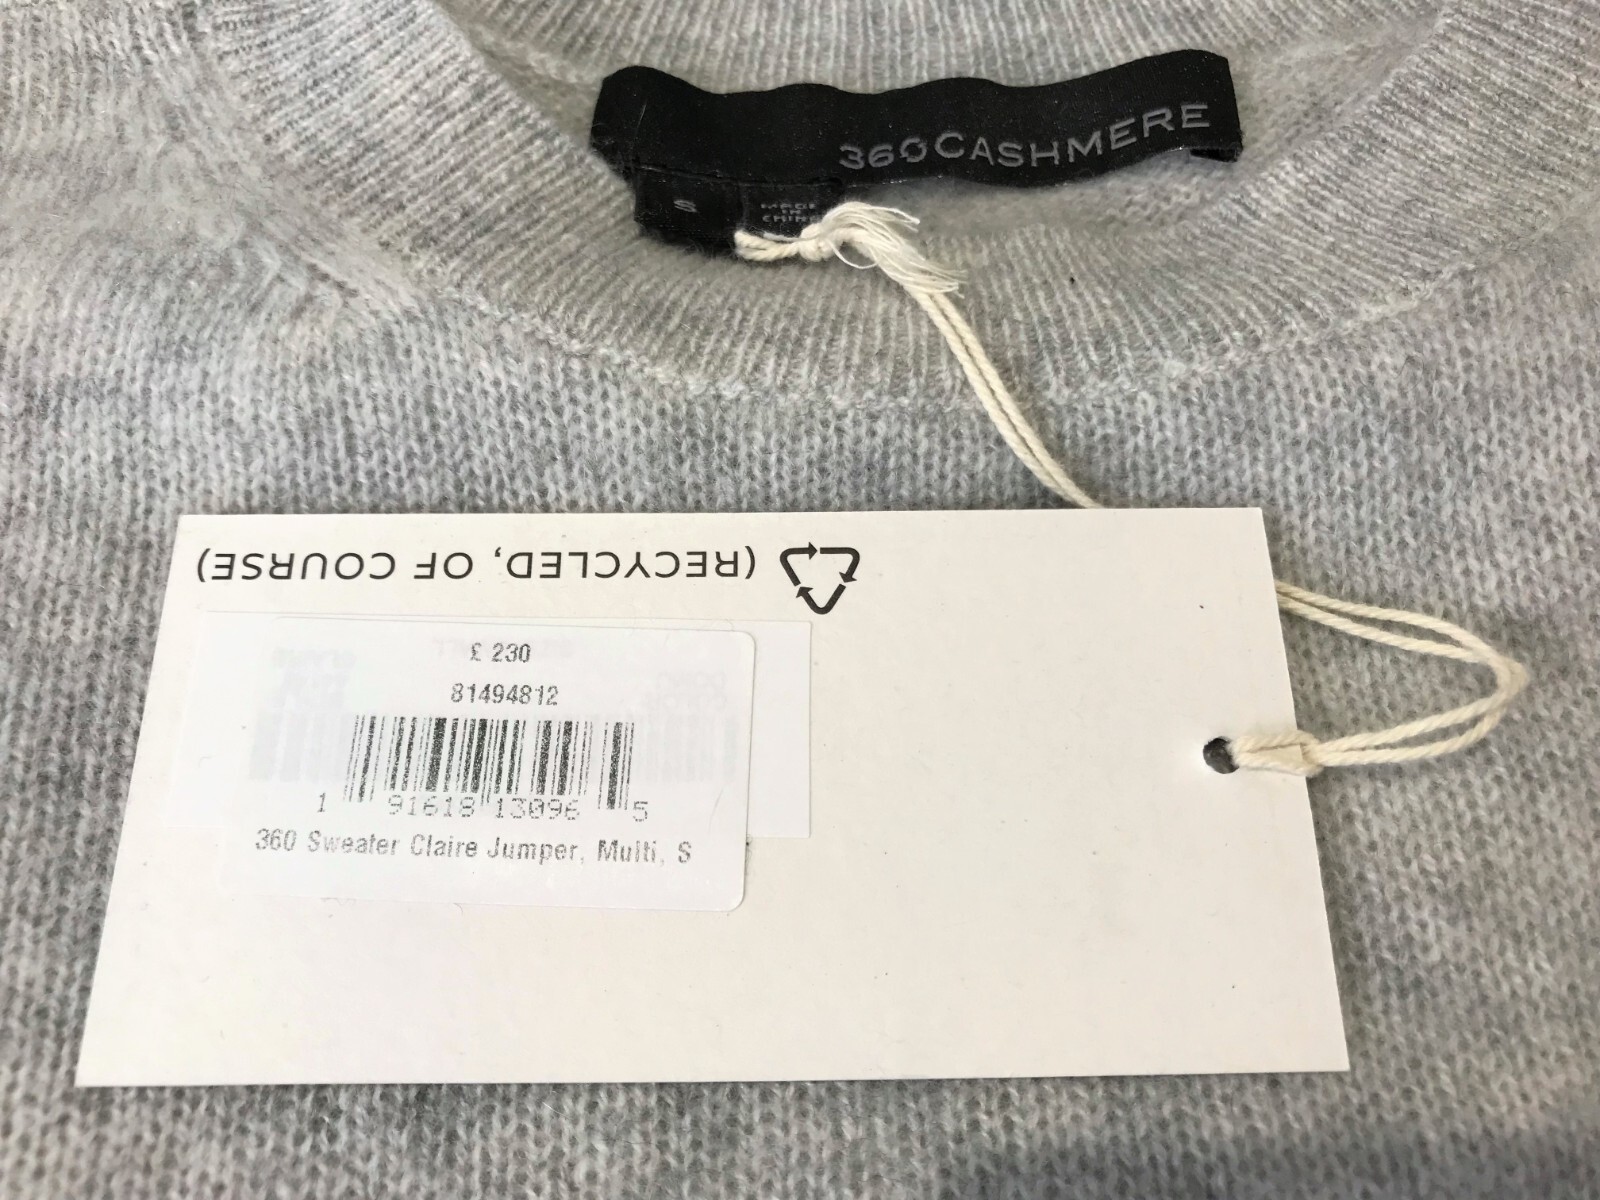 360CASHMERE
S
MADE
IN
CHINA
(RECYCLED, OF COURSE)
£ 230
81494812
1 91618 13096 5
360 Sweater Claire Jumper, Multi, S